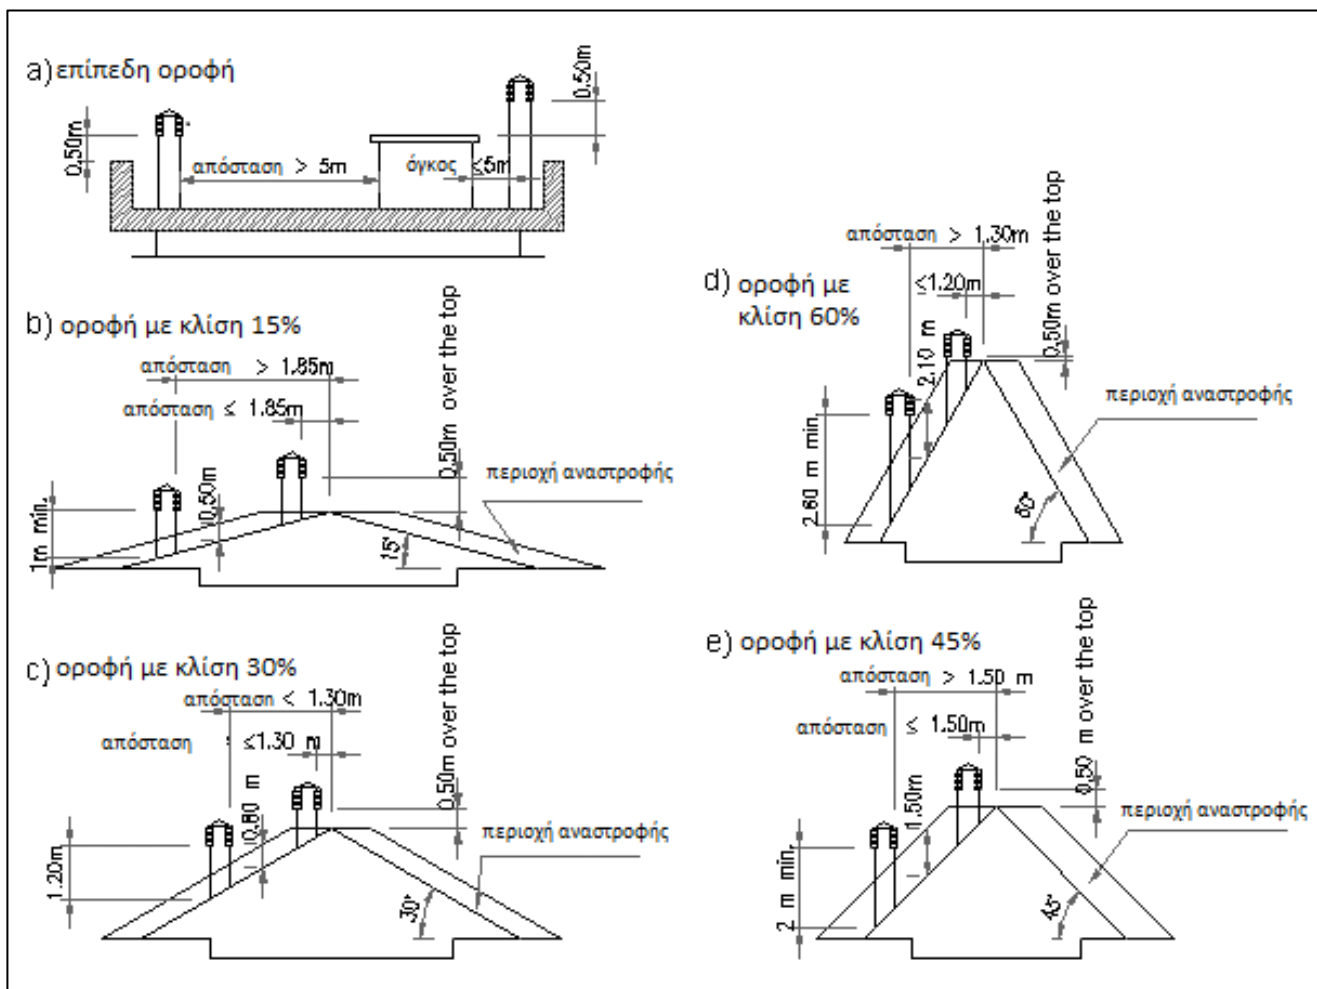 a) επίπεδη οροφή
0.50m
0.50m
απόσταση > 5m
όγκος ≤5m
b) οροφή με κλίση 15%
απόσταση > 1.85m
απόσταση ≤ 1.85m
0.50m over the top
περιοχή αναστροφής
0.50m
1m min.
15°
c) οροφή με κλίση 30%
απόσταση < 1.30m
απόσταση ≤1.30 m
0.50m over the top
0.80 m
περιοχή αναστροφής
1.20m
30°
απόσταση > 1.30m
d) οροφή με
κλίση 60%
≤1.20m
0.50m over the top
2.10 m
περιοχή αναστροφής
2.60 m min.
60°
e) οροφή με κλίση 45%
απόσταση > 1.50 m
απόσταση ≤ 1.50m
0.50 m over the top
1.50m
περιοχή αναστροφής
2 m min.
45°